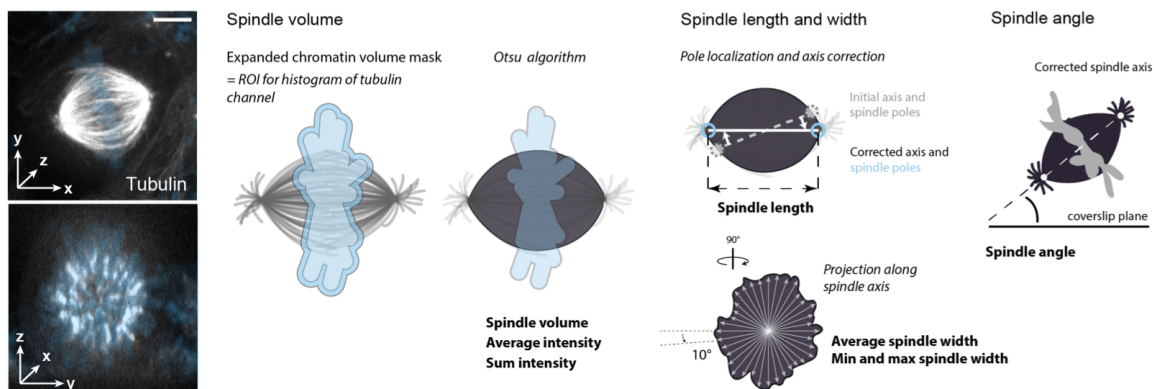 Spindle volume
Expanded chromatin volume mask
= ROI for histogram of tubulin
channel
Otsu algorithm
Spindle volume
Average intensity
Sum intensity
Spindle length and width
Pole localization and axis correction
Initial axis and
spindle poles
Corrected axis and
spindle poles
Spindle length
90°
Projection along
spindle axis
10°
Average spindle width
Min and max spindle width
Spindle angle
Corrected spindle axis
coverslip plane
Spindle angle
y
z
x
Tubulin
z
x
y